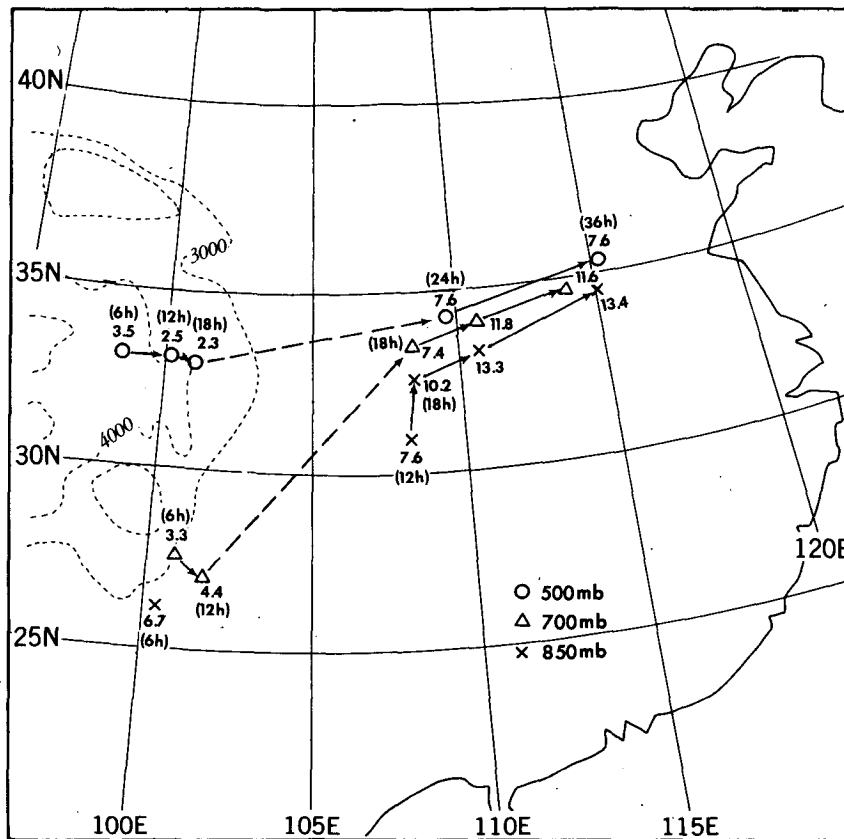 40N
3000
(36h)
7.6
35N
(24h)
7.6
11.6
13.4
(6h)
3.5
(12h)
2.5
(18h)
2.3
(18h)
7.4
11.8
13.3
10.2
(18h)
4000
30N
7.6
(12h)
(6h)
3.3
4.4
(12h)
120E
6.7
(6h)
25N
500mb
700mb
850mb
100E 105E 110E 115E